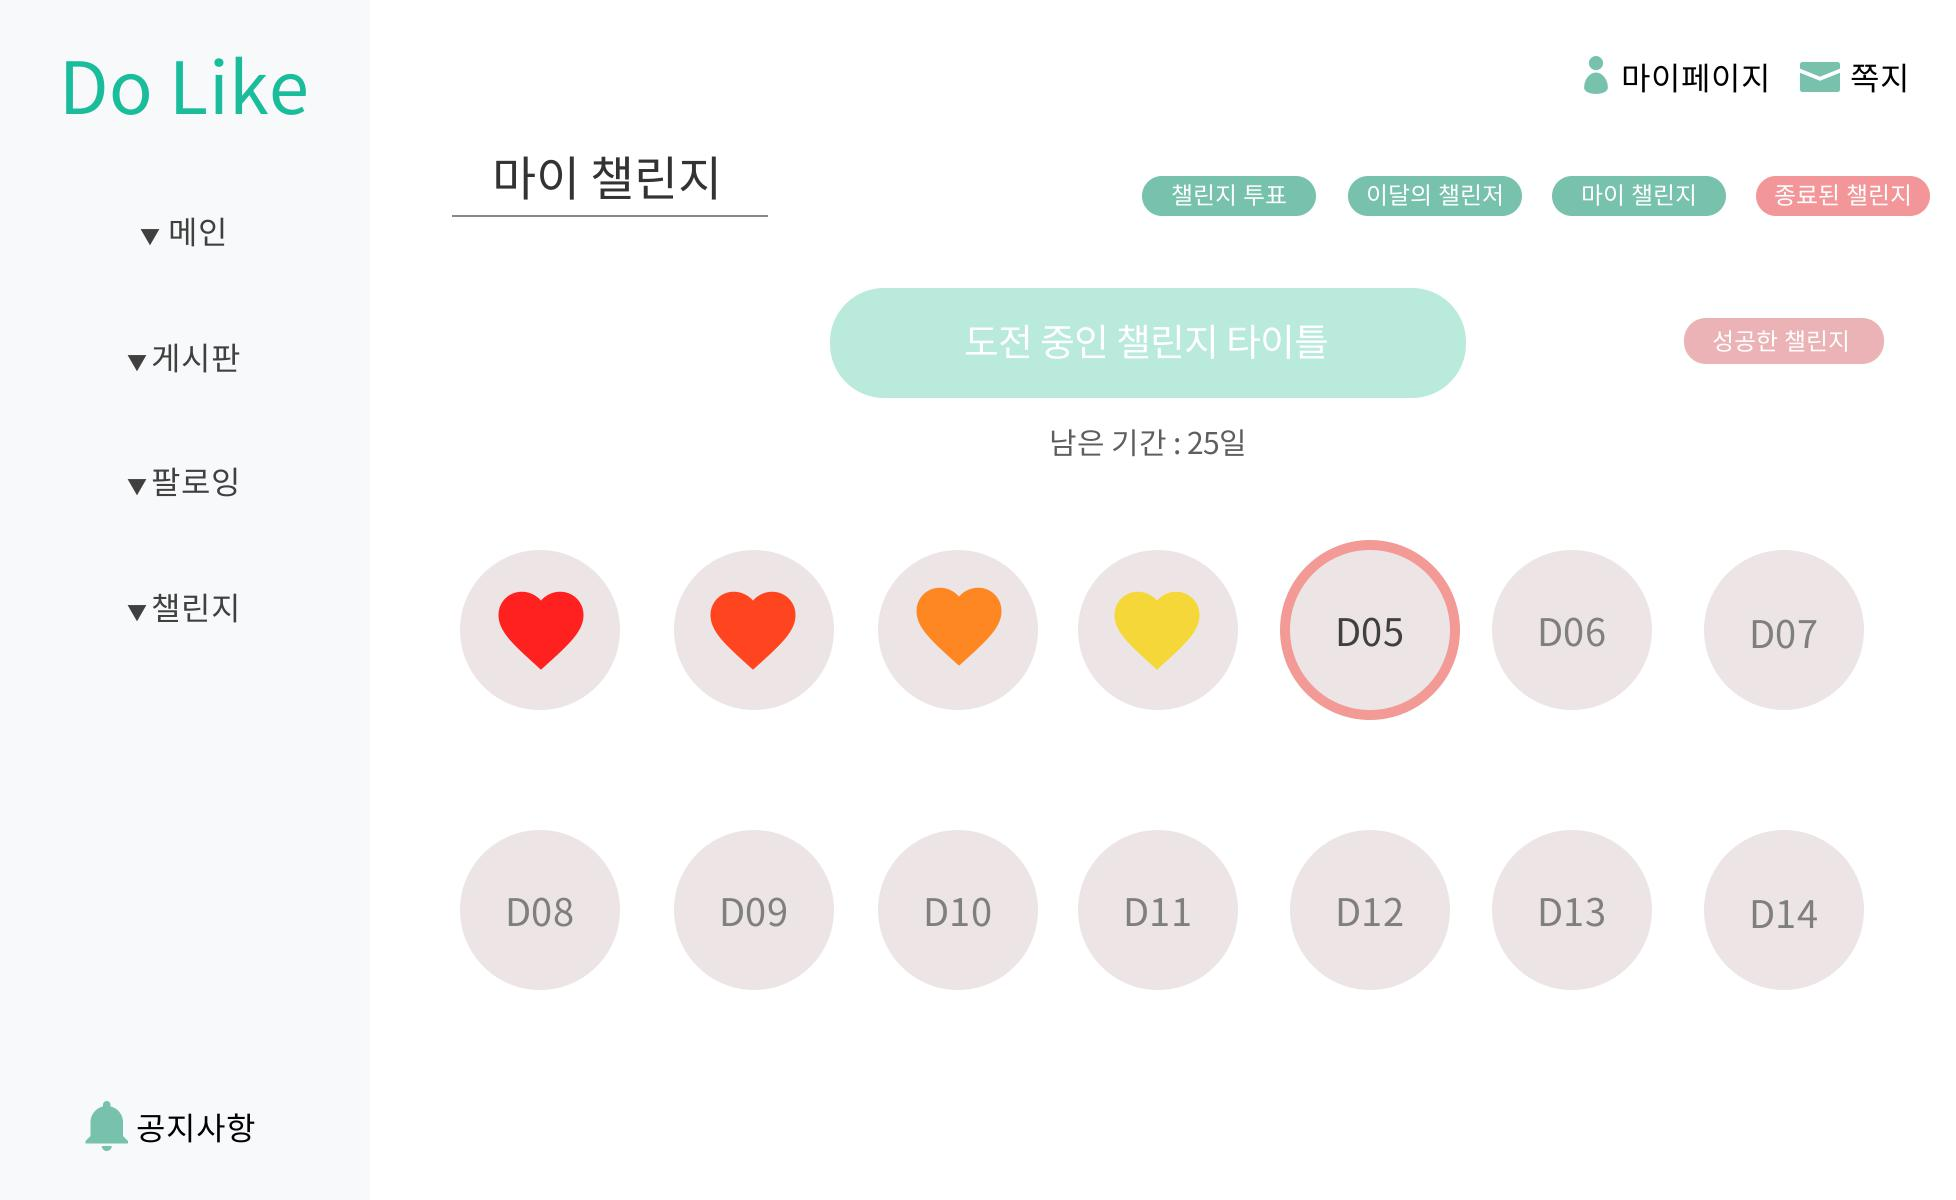 Do Like
마이페이지
쪽지
마이 챌린지
챌린지 투표
이달의 챌린저
마이 챌린지
종료된 챌린지
▼ 메인
▼게시판
▼팔로잉
▼챌린지
도전 중인 챌린지 타이틀
성공한 챌린지
남은 기간 : 25일
D05
D06
D07
D08
D09
D10
D11
D12
D13
D14
공지사항